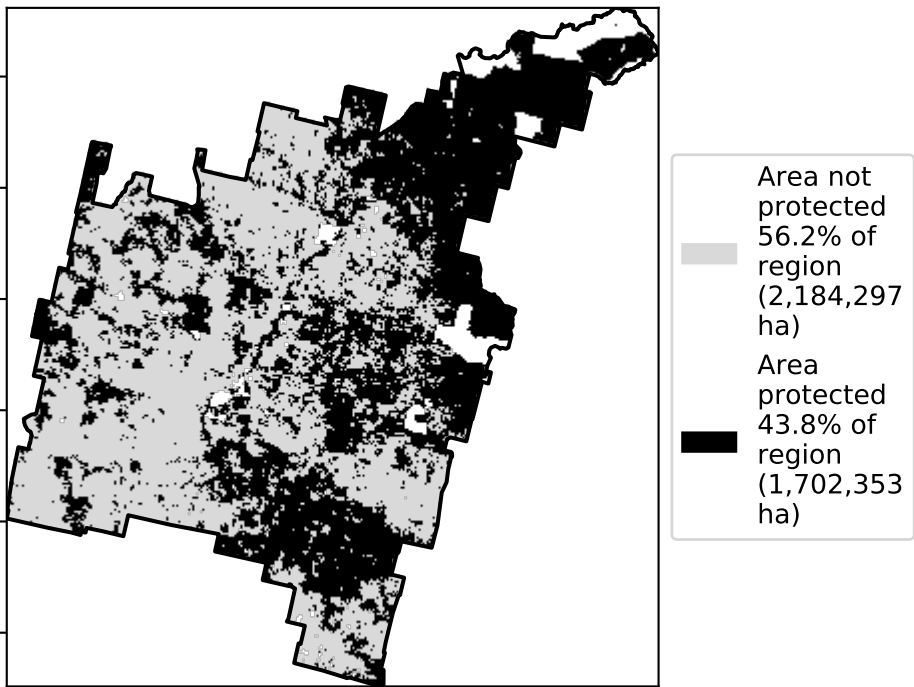 Area not
protected
56.2% of
region
(2,184,297
ha)
Area
protected
43.8% of
region
(1,702,353
ha)